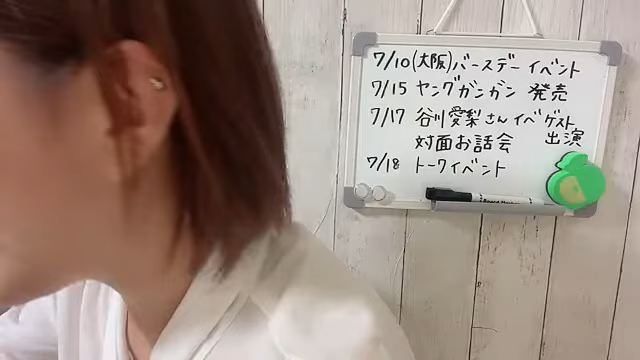 7/10(大阪)バースデーイベント
7/15 ヤングガンガン 発売
7/17 谷川愛梨さんイベゲスト出演
対面お話会
7/18 トークイベント
Board Marker